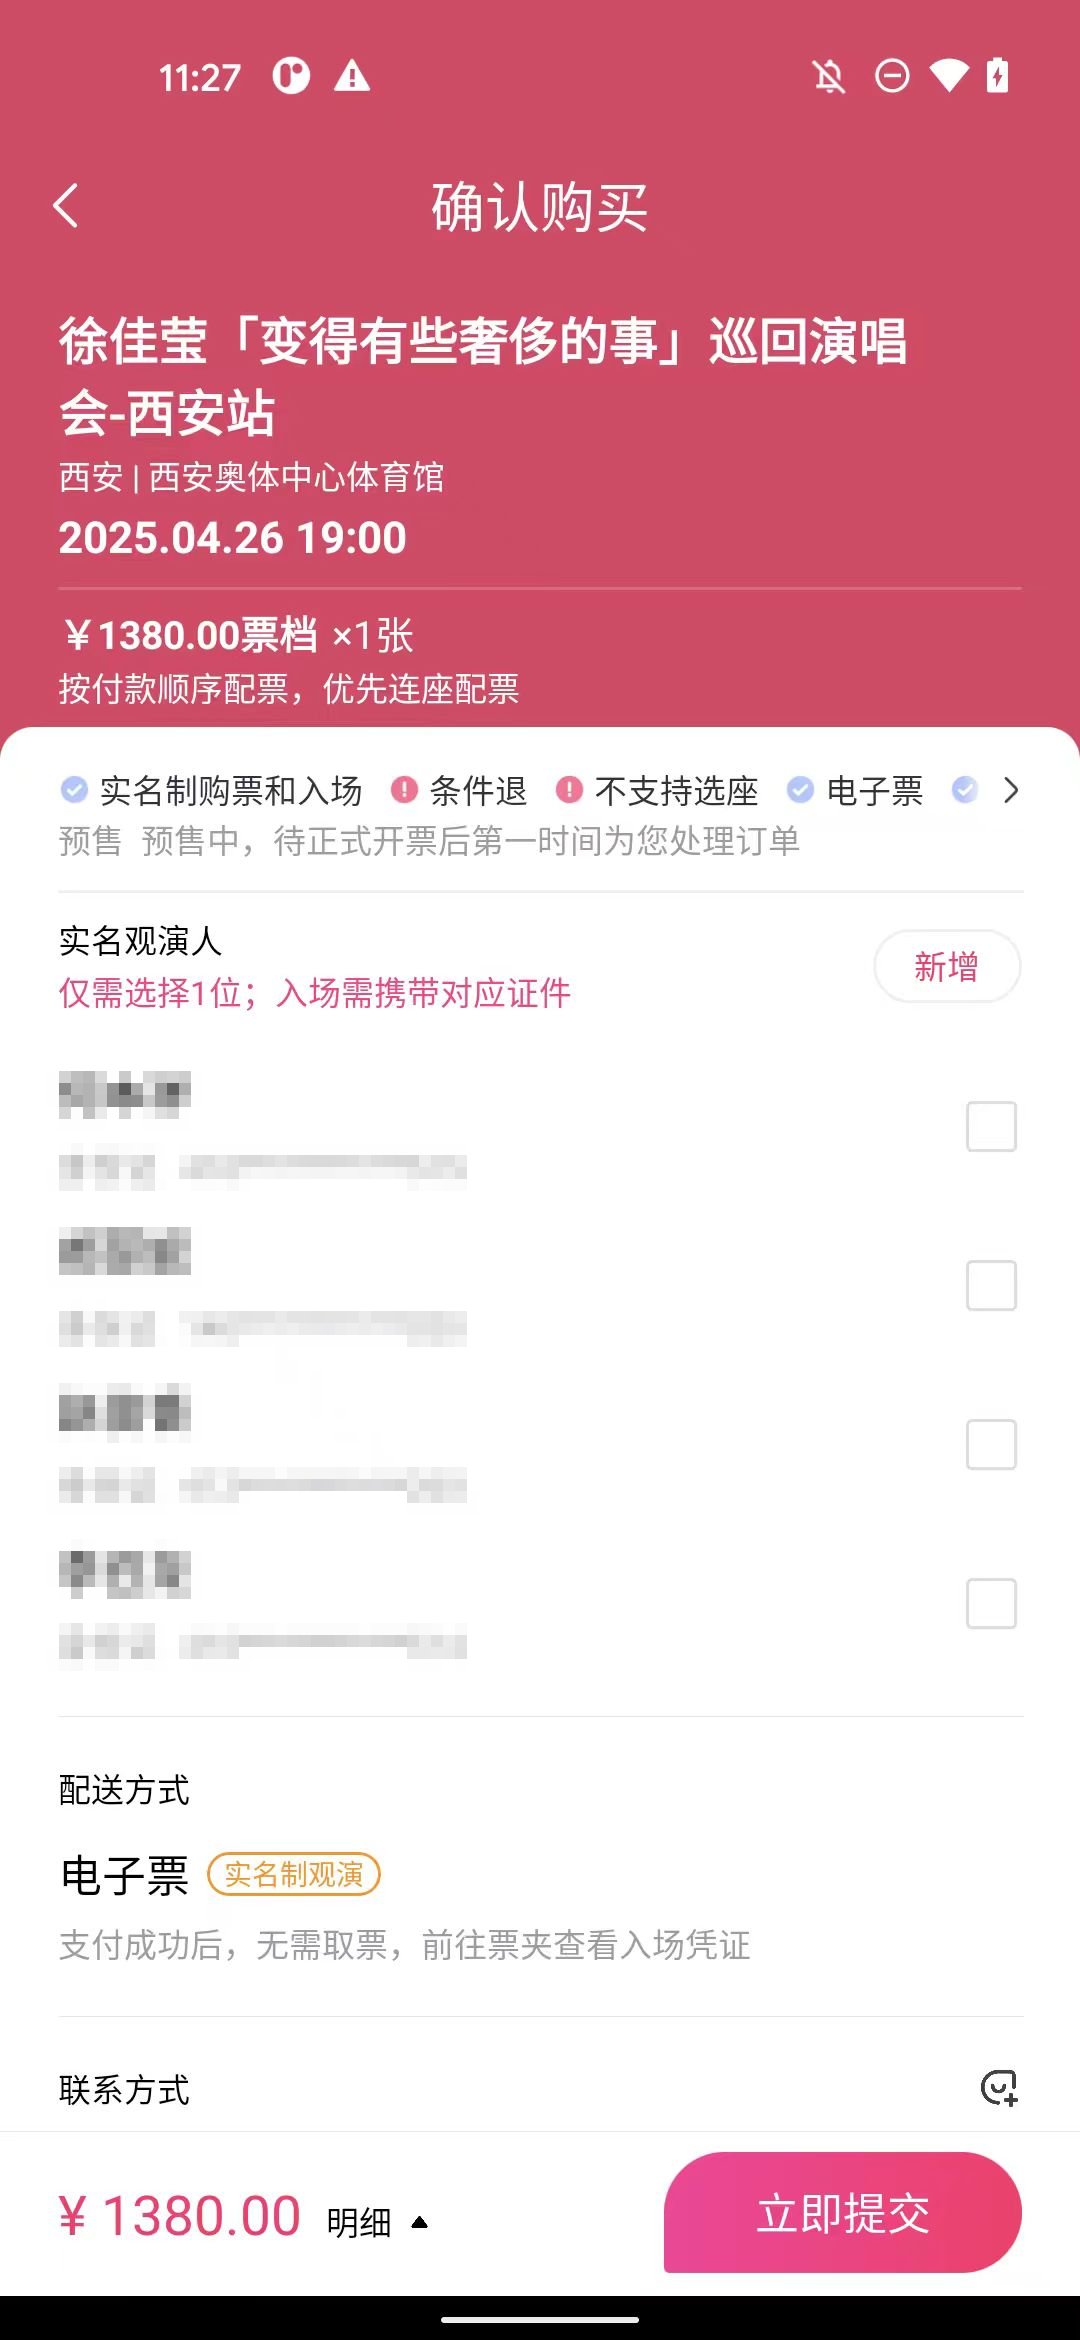 11:27
确认购买
徐佳莹「变得有些奢侈的事」巡回演唱
会-西安站
西安 | 西安奥体中心体育馆
2025.04.26 19:00
￥1380.00票档 ×1张
按付款顺序配票，优先连座配票
实名制购票和入场 条件退 不支持选座 电子票
预售 预售中，待正式开票后第一时间为您处理订单
实名观演人
新增
仅需选择1位；入场需携带对应证件
配送方式
电子票 实名制观演
支付成功后，无需取票，前往票夹查看入场凭证
联系方式
¥ 1380.00 明细
立即提交